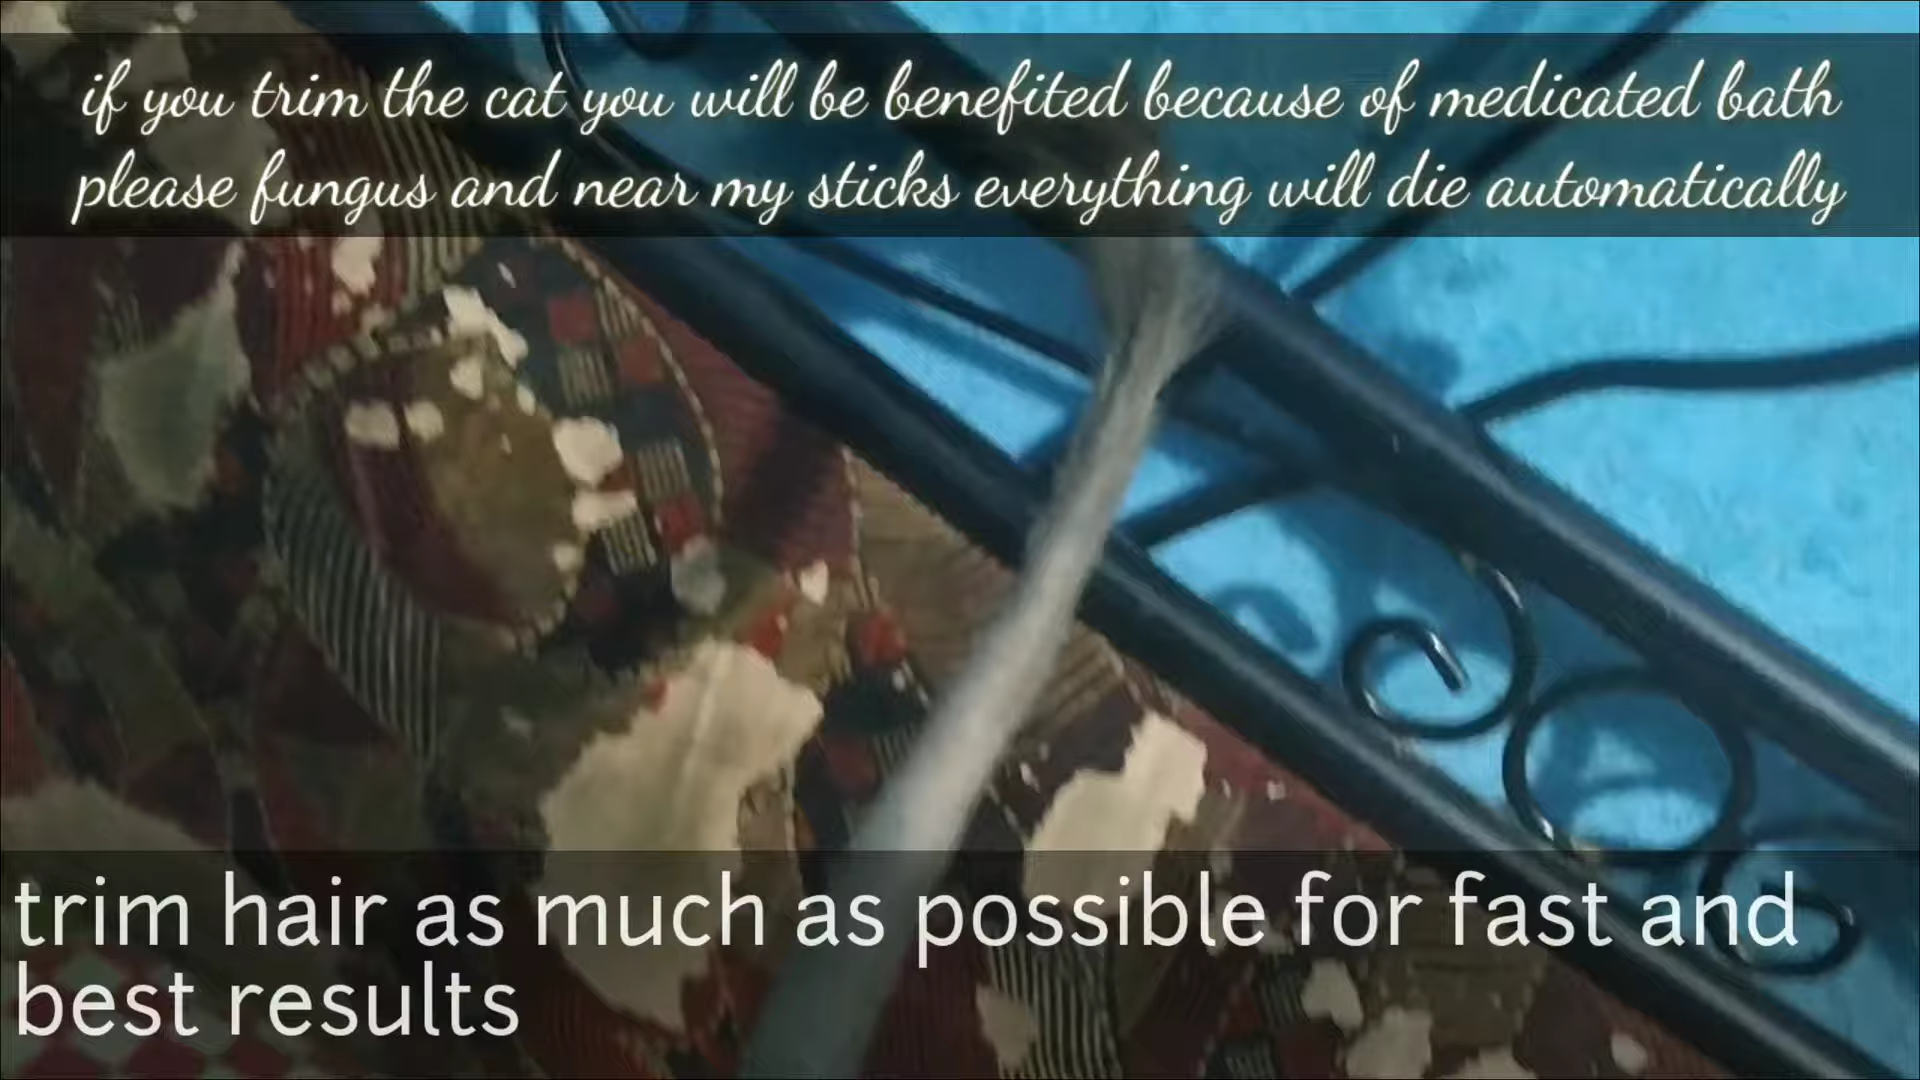 if you trim the cat you will be benefited because of medicated bath
please fungus and near my sticks everything will die automatically
trim hair as much as possible for fast and
best results